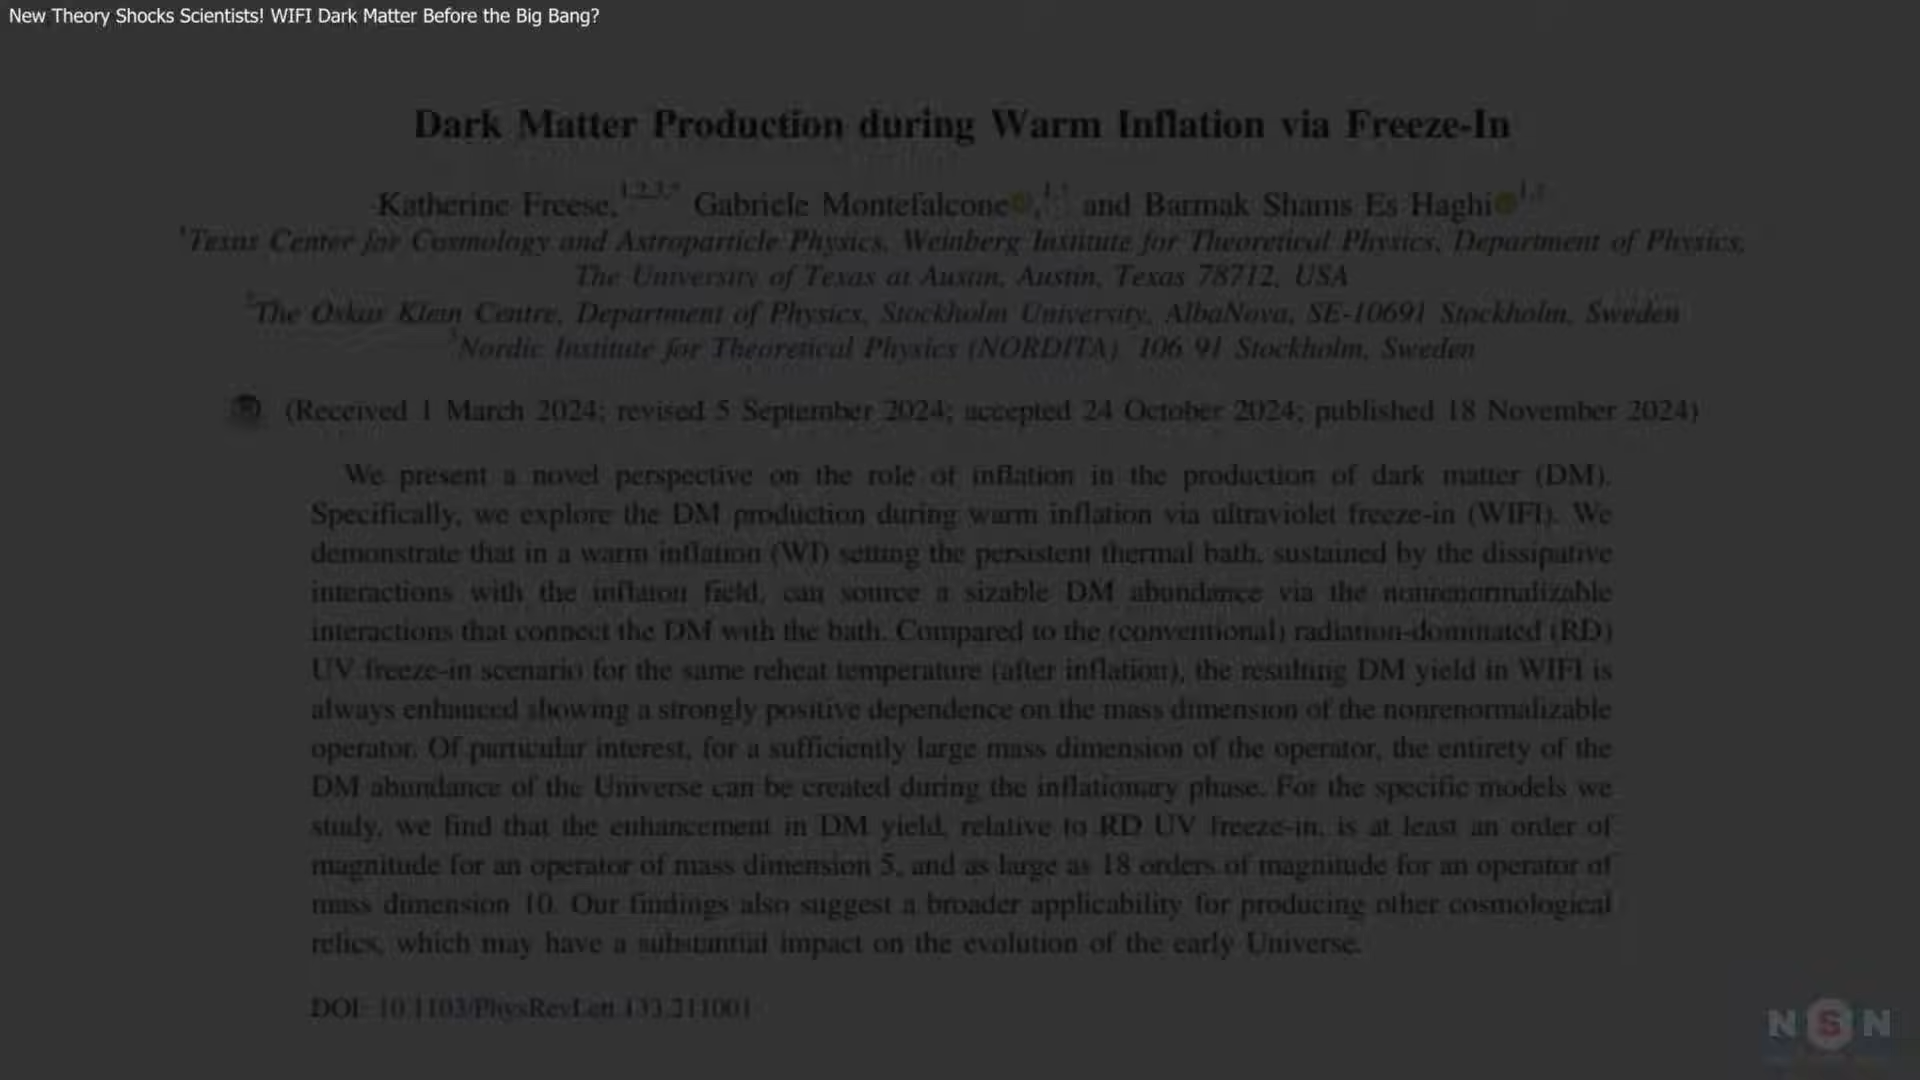 New Theory Shocks Scientists! WIFI Dark Matter Before the Big Bang?
Dark Matter Production during Warm Inflation via Freeze-In
Katherine Freese,1,2,3,* Gabriele Montefalcone,1,† and Barmak Shams Es Haghi1,‡
1Texas Center for Cosmology and Astroparticle Physics, Weinberg Institute for Theoretical Physics, Department of Physics,
The University of Texas at Austin, Austin, Texas 78712, USA
2The Oskar Klein Centre, Department of Physics, Stockholm University, AlbaNova, SE-10691 Stockholm, Sweden
3Nordic Institute for Theoretical Physics (NORDITA), 106 91 Stockholm, Sweden
(Received 1 March 2024; revised 5 September 2024; accepted 24 October 2024; published 18 November 2024)
We present a novel perspective on the role of inflation in the production of dark matter (DM).
Specifically, we explore the DM production during warm inflation via ultraviolet freeze-in (WIFI). We
demonstrate that in a warm inflation (WI) setting the persistent thermal bath, sustained by the dissipative
interactions with the inflaton field, can source a sizable DM abundance via the nonrenormalizable
interactions that connect the DM with the bath. Compared to the (conventional) radiation-dominated (RD)
UV freeze-in scenario for the same reheat temperature (after inflation), the resulting DM yield in WIFI is
always enhanced showing a strongly positive dependence on the mass dimension of the nonrenormalizable
operator. Of particular interest, for a sufficiently large mass dimension of the operator, the entirety of the
DM abundance of the Universe can be created during the inflationary phase. For the specific models we
study, we find that the enhancement in DM yield, relative to RD UV freeze-in, is at least an order of
magnitude for an operator of mass dimension 5, and as large as 18 orders of magnitude for an operator of
mass dimension 10. Our findings also suggest a broader applicability for producing other cosmological
relics, which may have a substantial impact on the evolution of the early Universe.
DOI: 10.1103/PhysRevLett.133.211001
NSN